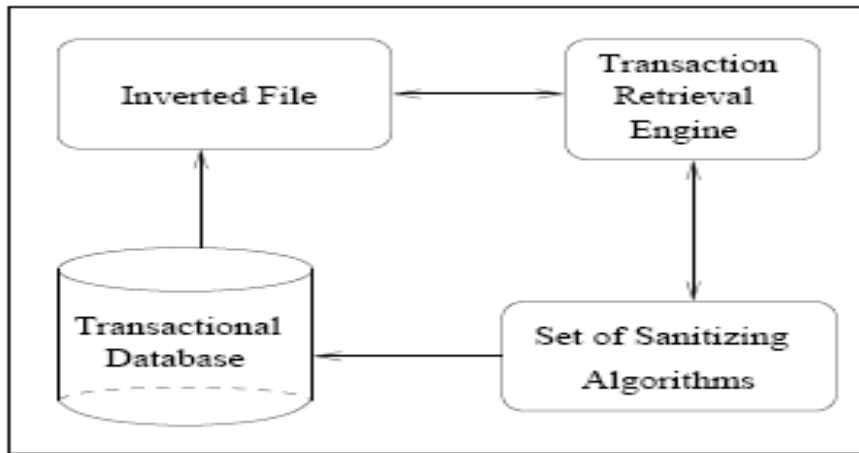 Inverted File
Transaction
Retrieval
Engine
Transactional
Database
Set of Sanitizing
Algorithms